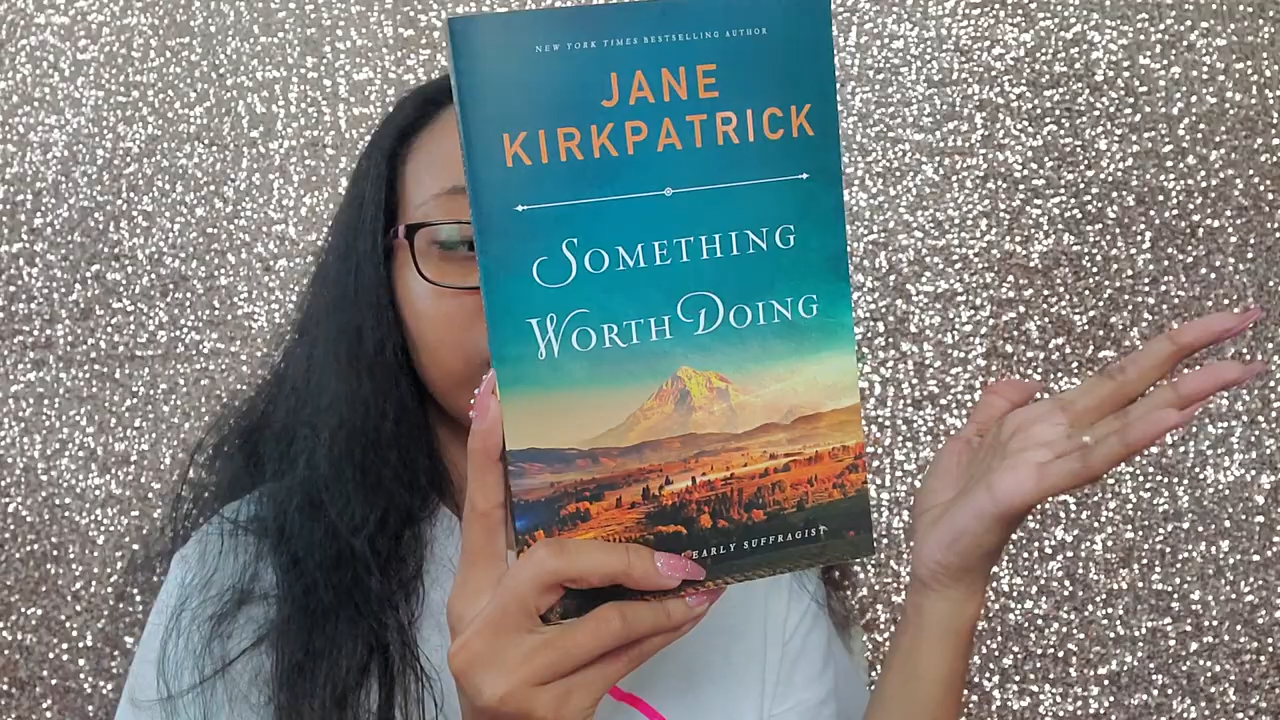 NEW YORK TIMES BESTSELLING AUTHOR
JANE
KIRKPATRICK
SOMETHING
WORTH DOING
EARLY SUFFRAGIST